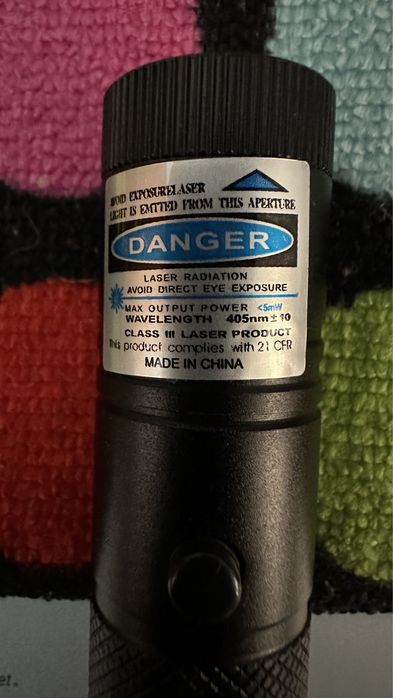 AVOID EXPOSURELASER
LIGHT IS EMTTED FROM THIS APERTURE
DANGER
LASER RADIATION
AVOID DIRECT EYE EXPOSURE
MAX OUTPUT POWER <5mW
WAVELENGTH 405nm±10
CLASS III LASER PRODUCT
This product complies with 21 CFR
MADE IN CHINA